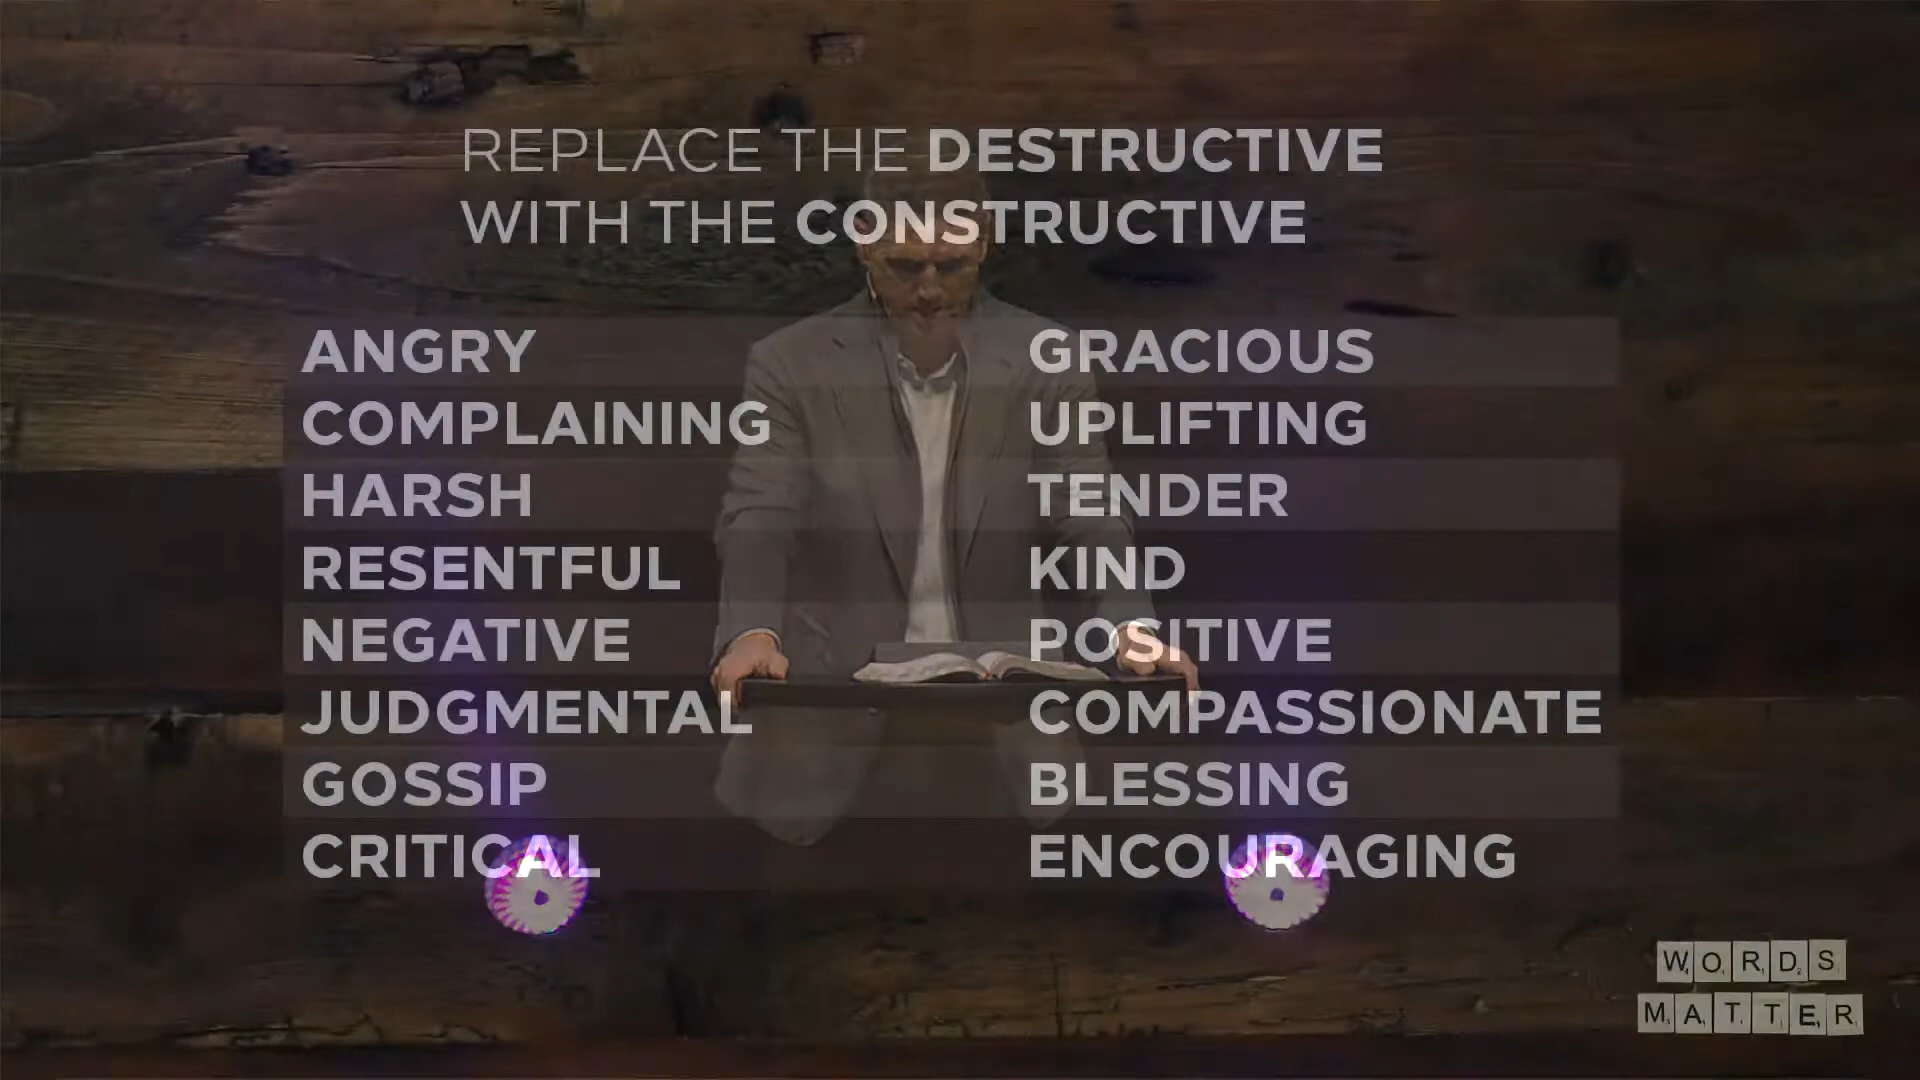 REPLACE THE DESTRUCTIVE
WITH THE CONSTRUCTIVE
ANGRY GRACIOUS
COMPLAINING UPLIFTING
HARSH TENDER
RESENTFUL KIND
NEGATIVE POSITIVE
JUDGMENTAL COMPASSIONATE
GOSSIP BLESSING
CRITICAL ENCOURAGING
WORDS
MATTER